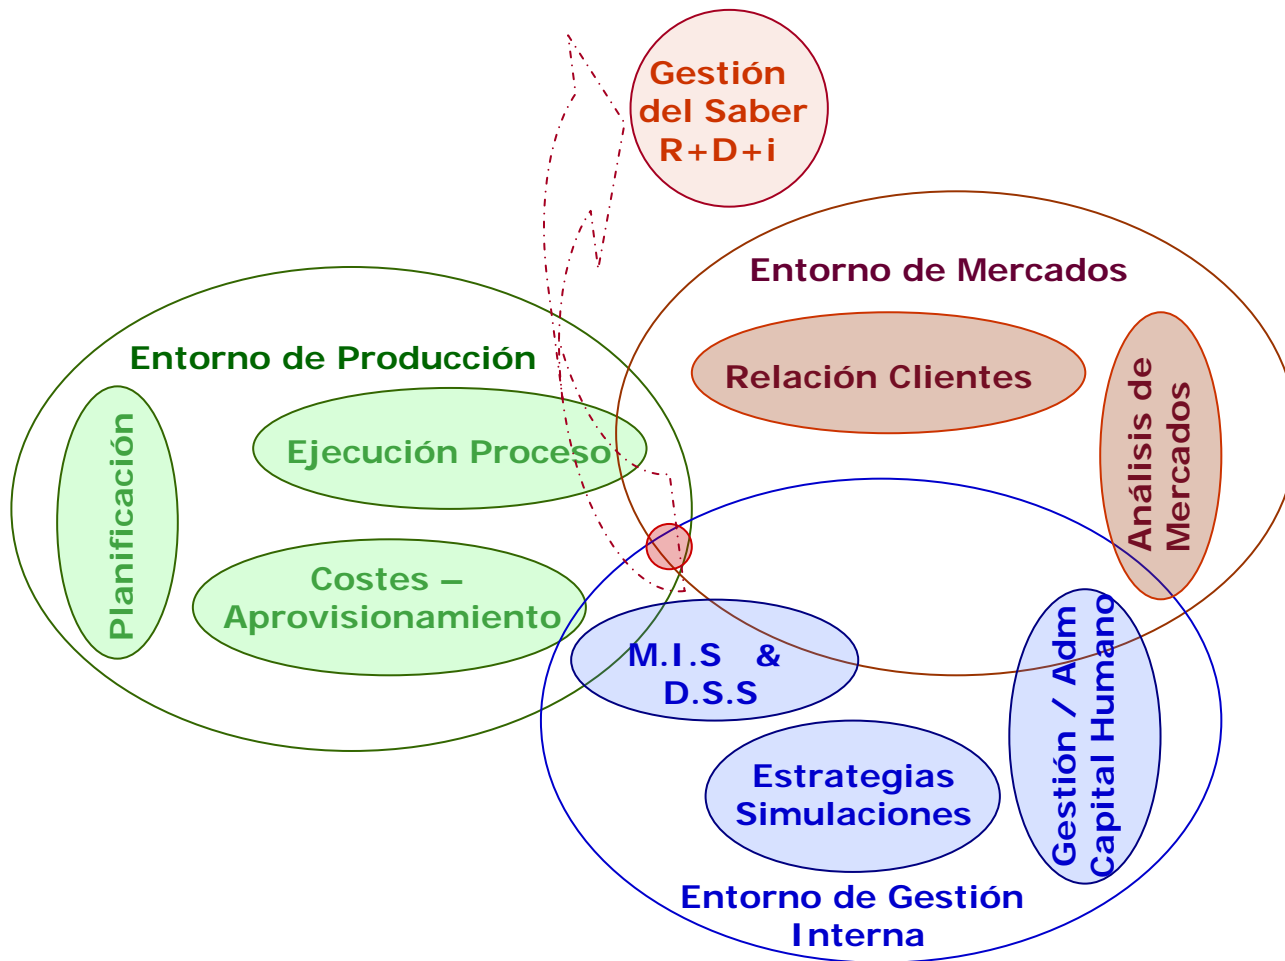 Gestión
del Saber
R+D+i
Entorno de Mercados
Relación Clientes
Análisis de
Mercados
Entorno de Producción
Planificación
Ejecución Proceso
Costes –
Aprovisionamiento
M.I.S &
D.S.S
Estrategias
Simulaciones
Gestión / Adm
Capital Humano
Entorno de Gestión
Interna